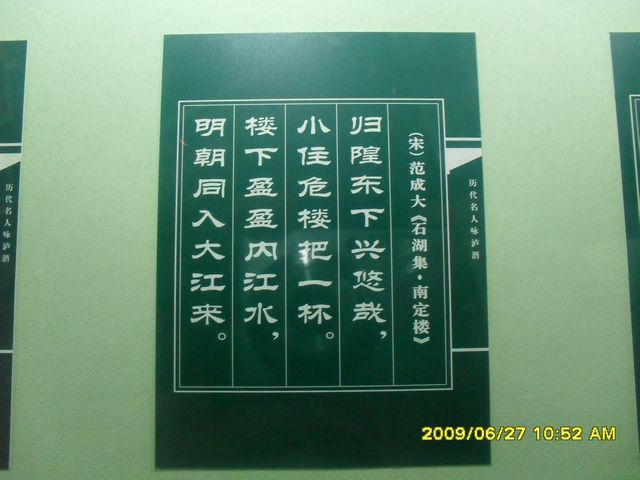 (宋)范成大《石湖集·南定楼》
归隍东下兴悠哉,
小住危楼把一杯。
楼下盈盈内江水,
明朝同入大江来。
历代名人咏泸酒
历代名人咏泸酒
2009/06/27 10:52 AM